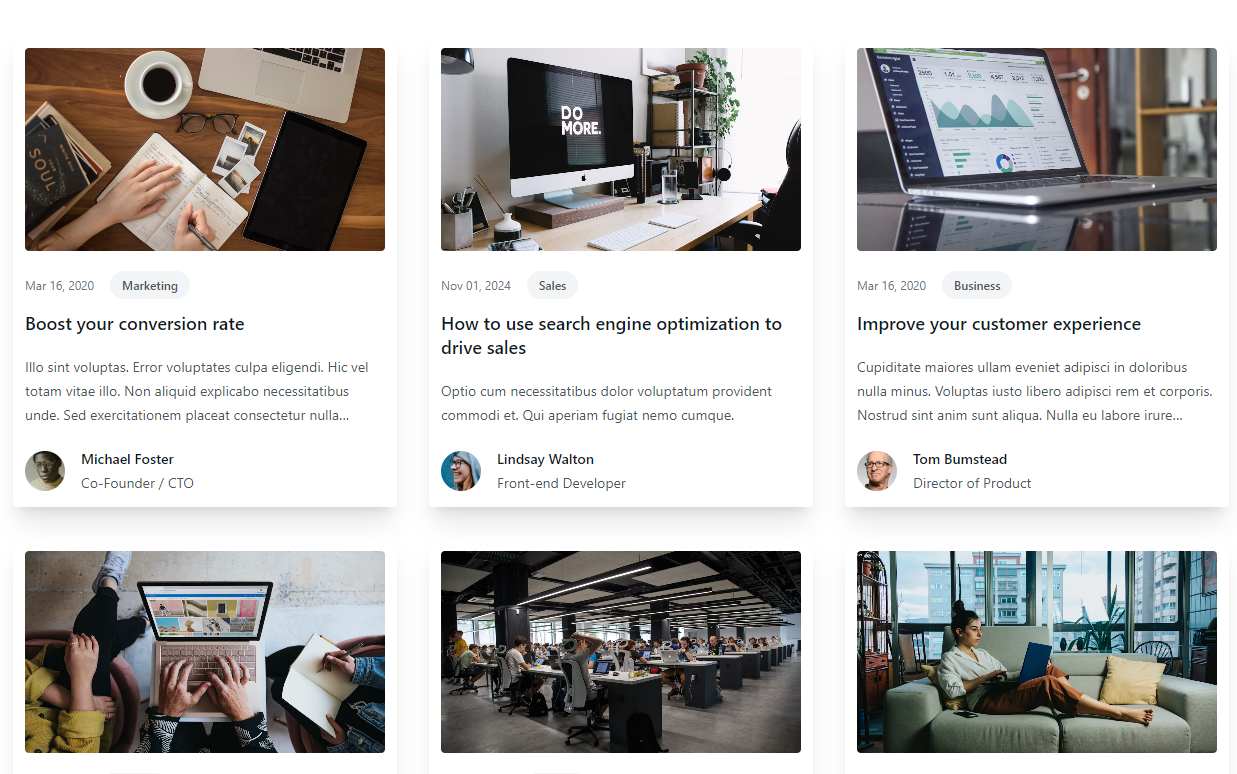 SOUL
DO
MORE.
Mar 16, 2020 Marketing
Boost your conversion rate
Illo sint voluptas. Error voluptates culpa eligendi. Hic vel
totam vitae illo. Non aliquid explicabo necessitatibus
unde. Sed exercitationem placeat consectetur nulla...
Michael Foster
Co-Founder / CTO
Nov 01, 2024 Sales
How to use search engine optimization to
drive sales
Optio cum necessitatibus dolor voluptatum provident
commodi et. Qui aperiam fugiat nemo cumque.
Lindsay Walton
Front-end Developer
Mar 16, 2020 Business
Improve your customer experience
Cupiditate maiores ullam eveniet adipisci in doloribus
nulla minus. Voluptas iusto libero adipisci rem et corporis.
Nostrud sint anim sunt aliqua. Nulla eu labore irure...
Tom Bumstead
Director of Product